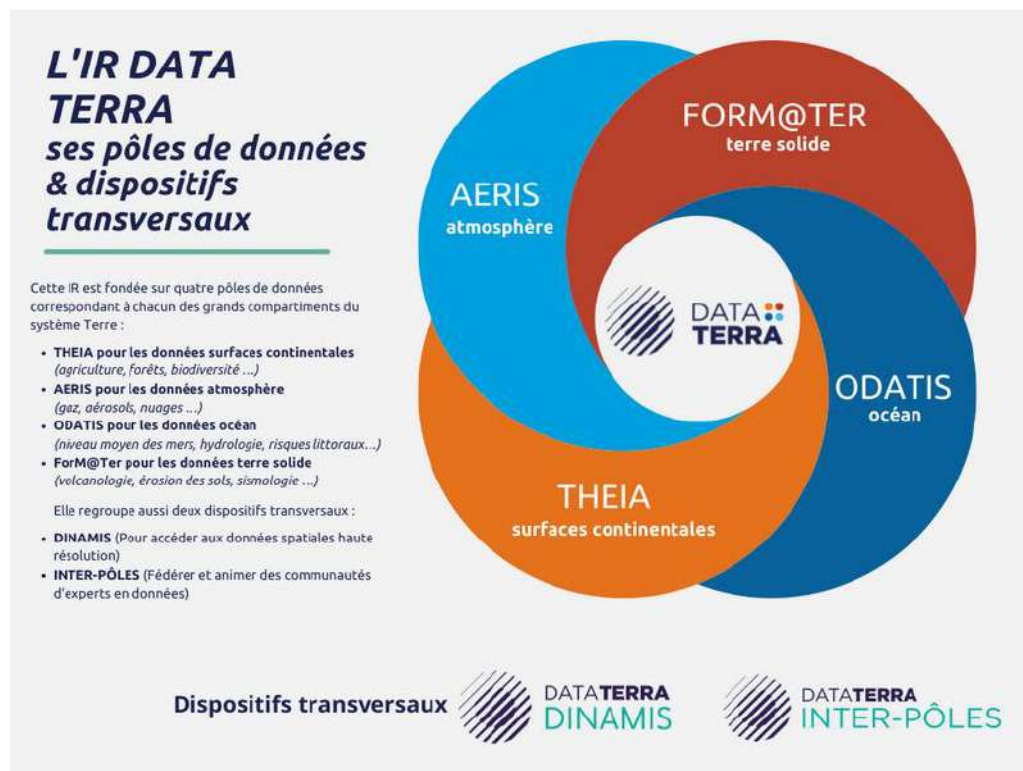 L'IR DATA
TERRA
ses pôles de données
& dispositifs
transversaux
Cette IR est fondée sur quatre pôles de données
correspondant à chacun des grands compartiments du
système Terre :
• THEIA pour les données surfaces continentales
(agriculture, forêts, biodiversité ...)
• AERIS pour les données atmosphère
(gaz, aérosols, nuages ...)
• ODATIS pour les données océan
(niveau moyen des mers, hydrologie, risques littoraux...)
• ForM@Ter pour les données terre solide
(volcanologie, érosion des sols, sismologie ...)
Elle regroupe aussi deux dispositifs transversaux :
• DINAMIS (Pour accéder aux données spatiales haute
résolution)
• INTER-PÔLES (Fédérer et animer des communautés
d'experts en données)
FORM@TER
terre solide
AERIS
atmosphère
DATA
TERRA
ODATIS
océan
THEIA
surfaces continentales
Dispositifs transversaux
DATATERRA
DINAMIS
DATATERRA
INTER-PÔLES